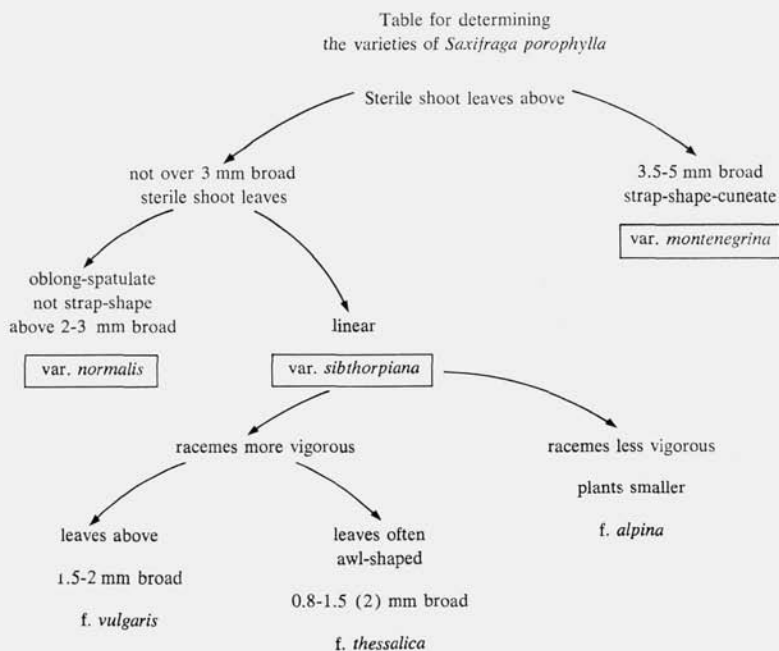 Table for determining
the varieties of Saxifraga porophylla
Sterile shoot leaves above
not over 3 mm broad
sterile shoot leaves
3.5-5 mm broad
strap-shape-cuneate
var. montenegrina
oblong-spatulate
not strap-shape
above 2-3 mm broad
var. normalis
linear
var. sibthorpiana
racemes more vigorous
racemes less vigorous
plants smaller
f. alpina
leaves above
1.5-2 mm broad
f. vulgaris
leaves often
awl-shaped
0.8-1.5 (2) mm broad
f. thessalica